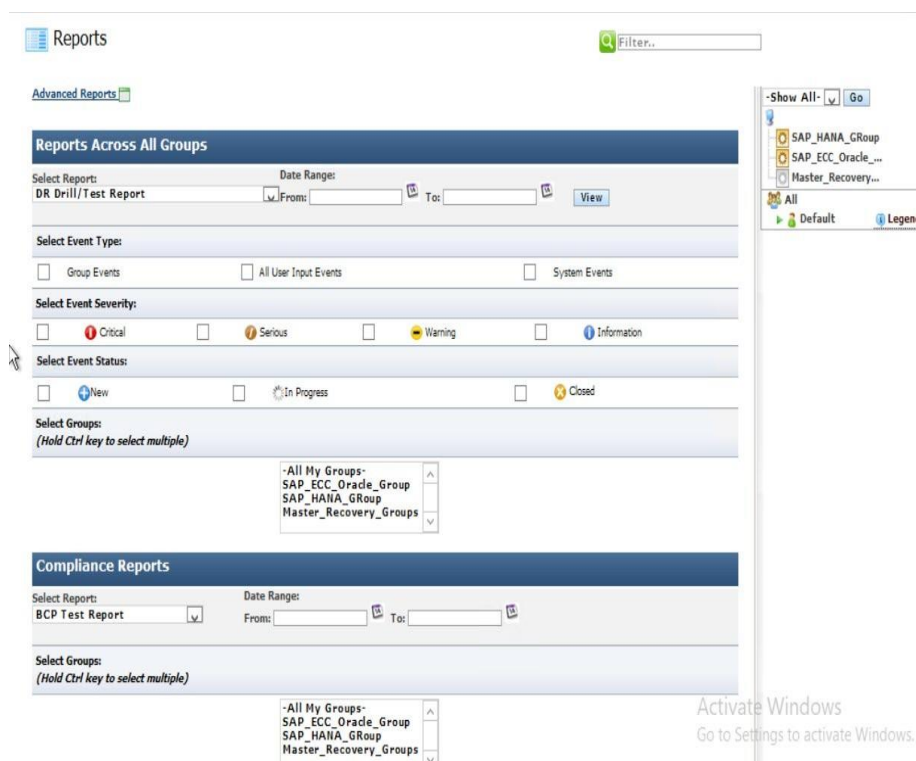 Reports
Filter..
Advanced Reports
-Show All- Go
SAP_HANA_GRoup
SAP_ECC_Oracle_...
Master_Recovery...
All
Default Legen
Reports Across All Groups
Select Report: Date Range:
DR Drill/Test Report From: To: View
Select Event Type:
Group Events All User Input Events System Events
Select Event Severity:
Critical Serious Warning Information
Select Event Status:
New In Progress Closed
Select Groups:
(Hold Ctrl key to select multiple)
-All My Groups-
SAP_ECC_Oracle_Group
SAP_HANA_GRoup
Master_Recovery_Groups
Compliance Reports
Select Report: Date Range:
BCP Test Report From: To:
Select Groups:
(Hold Ctrl key to select multiple)
-All My Groups-
SAP_ECC_Oracle_Group
SAP_HANA_GRoup
Master_Recovery_Groups
Activate Windows
Go to Settings to activate Windows.